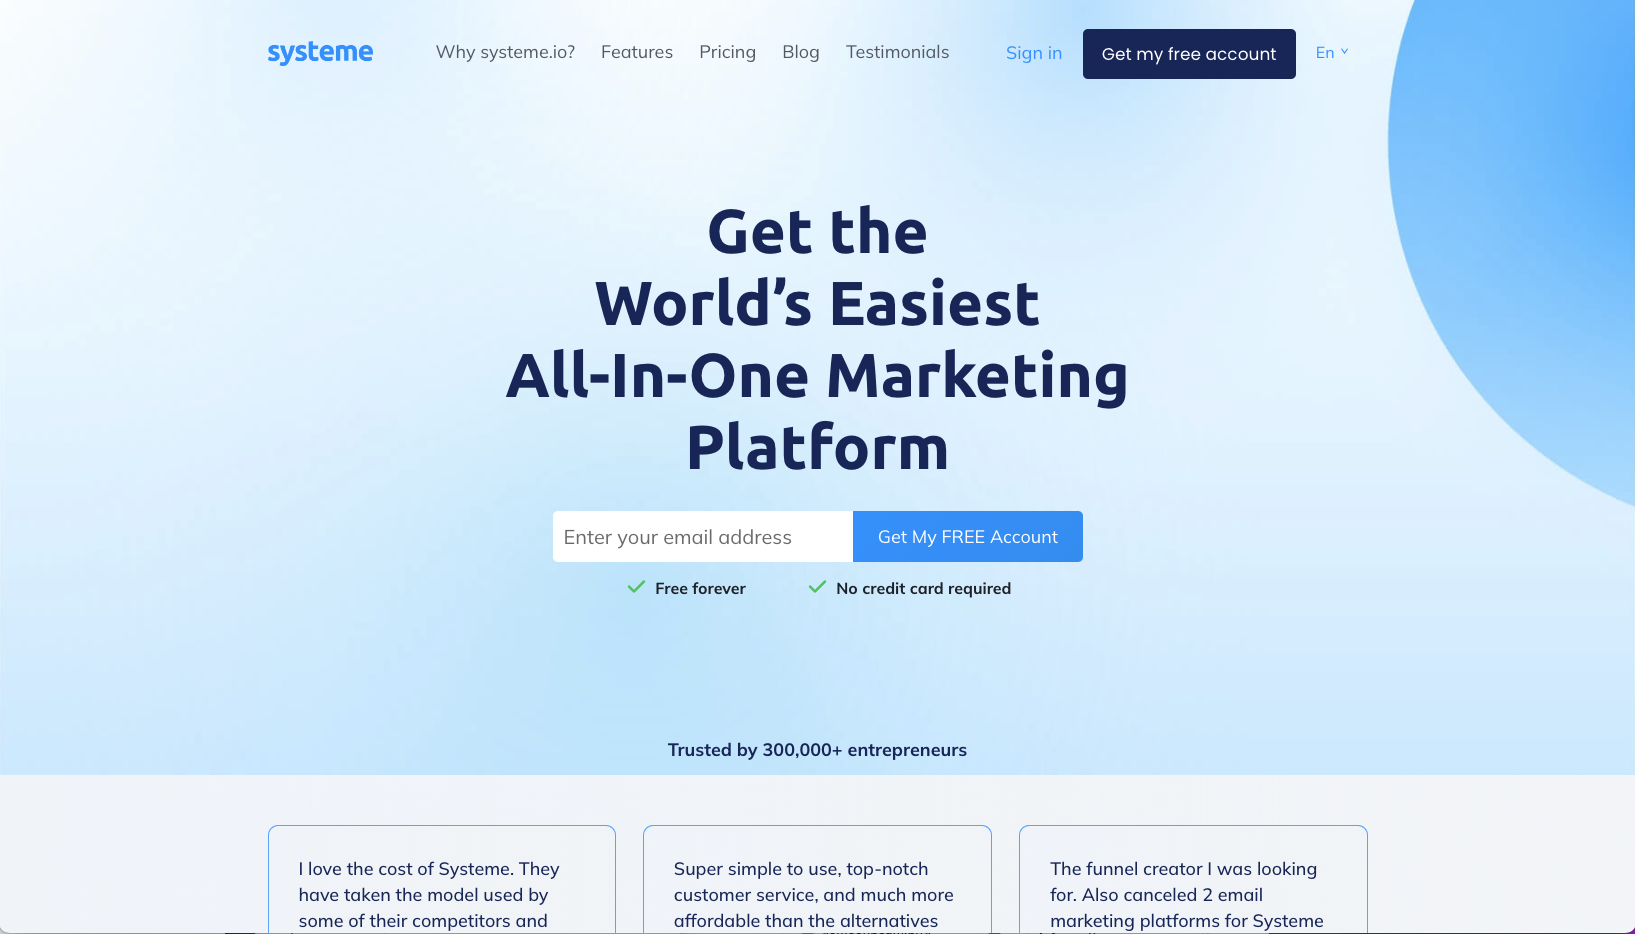 systeme
Why systeme.io? Features Pricing Blog Testimonials Sign in Get my free account En
Get the
World’s Easiest
All-In-One Marketing
Platform
Enter your email address Get My FREE Account
Free forever No credit card required
Trusted by 300,000+ entrepreneurs
I love the cost of Systeme. They
have taken the model used by
some of their competitors and
Super simple to use, top-notch
customer service, and much more
affordable than the alternatives
The funnel creator I was looking
for. Also canceled 2 email
marketing platforms for Systeme